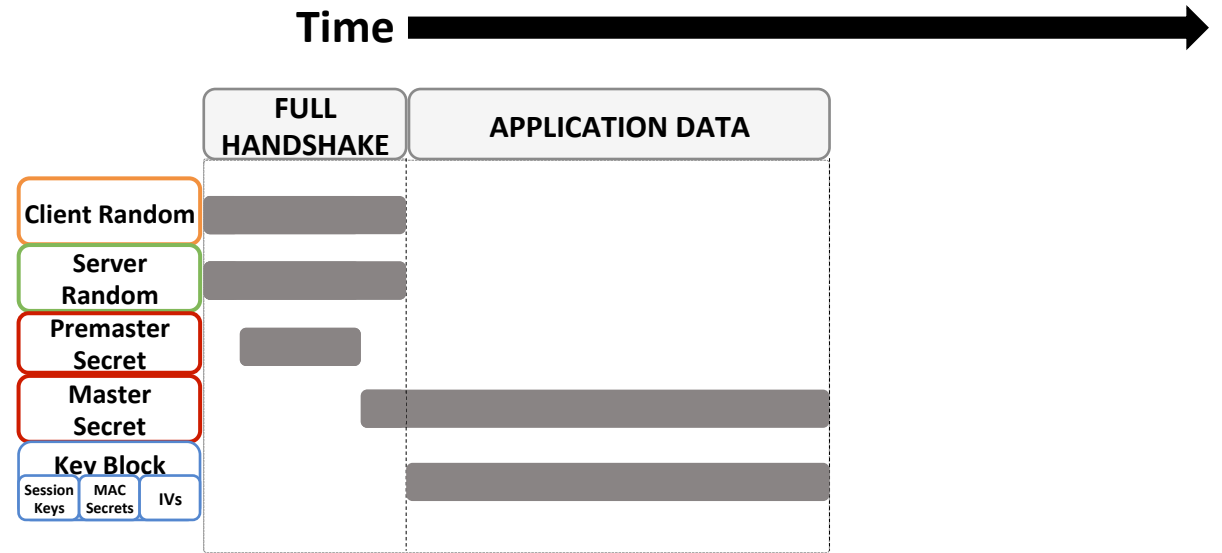 Time
FULL
HANDSHAKE
APPLICATION DATA
Client Random
Server
Random
Premaster
Secret
Master
Secret
Key Block
Session
Keys
MAC
Secrets
IVs